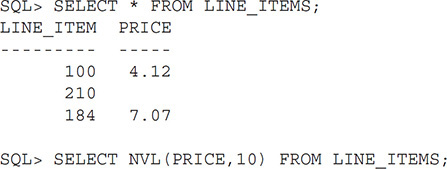 SQL> SELECT * FROM LINE_ITEMS;
LINE_ITEM PRICE
--------- -----
100 4.12
210
184 7.07
SQL> SELECT NVL(PRICE,10) FROM LINE_ITEMS;